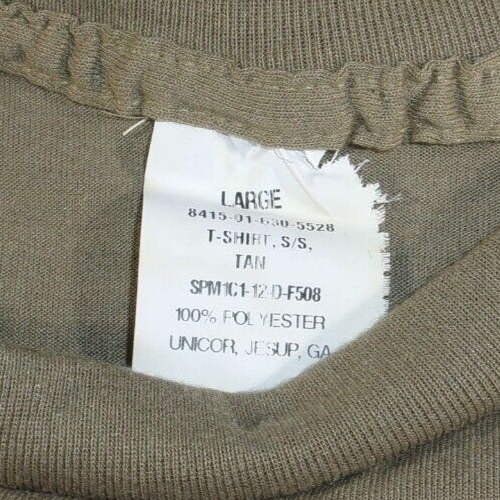 LARGE
8415-01-630-5528
T-SHIRT, S/S,
TAN
SPM1C1-12-D-F508
100% POLYESTER
UNICOR, JESUP, GA